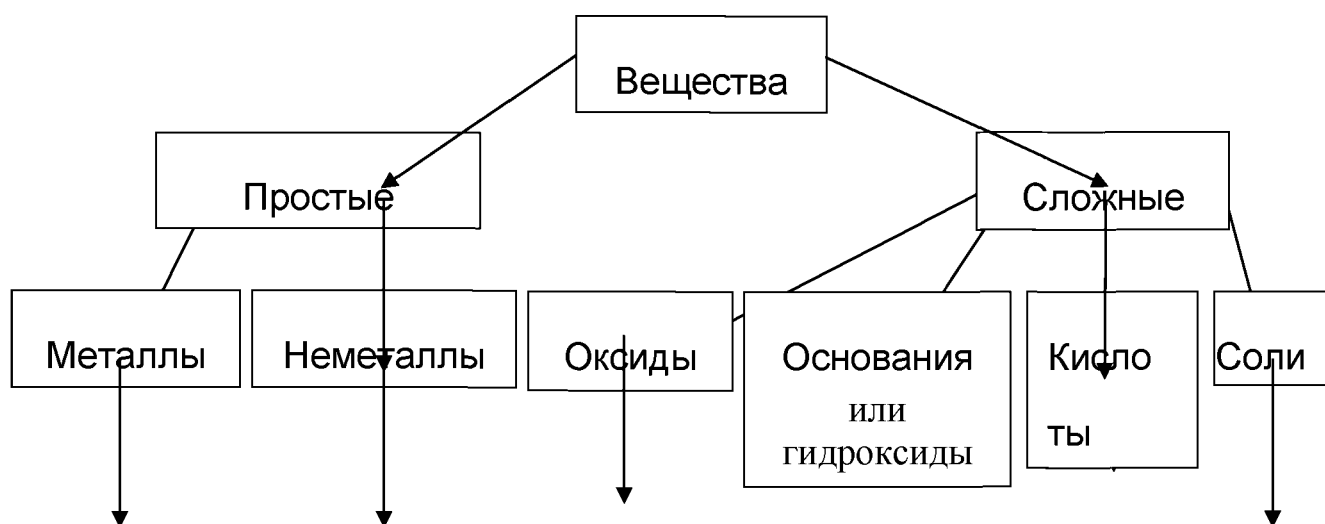 Вещества
Простые
Сложные
Металлы
Неметаллы
Оксиды
Основания
или
гидроксиды
Кисло
ты
Соли